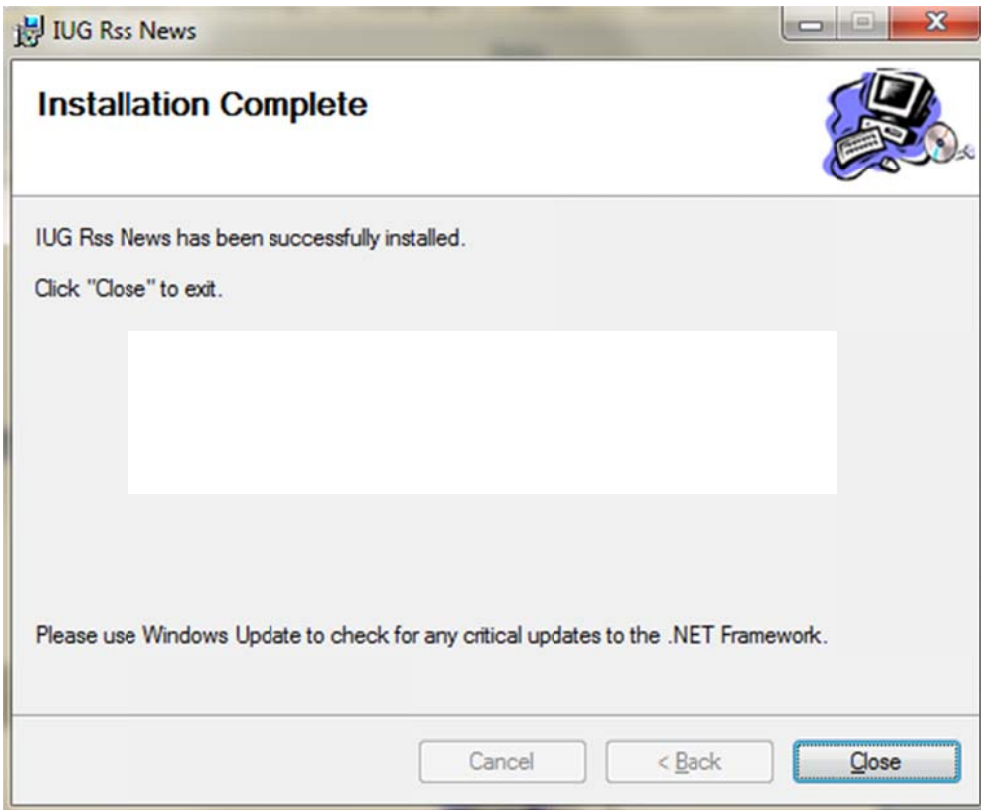 IUG Rss News
Installation Complete
IUG Rss News has been successfully installed.
Click "Close" to exit.
Please use Windows Update to check for any critical updates to the .NET Framework.
Cancel
< Back
Close